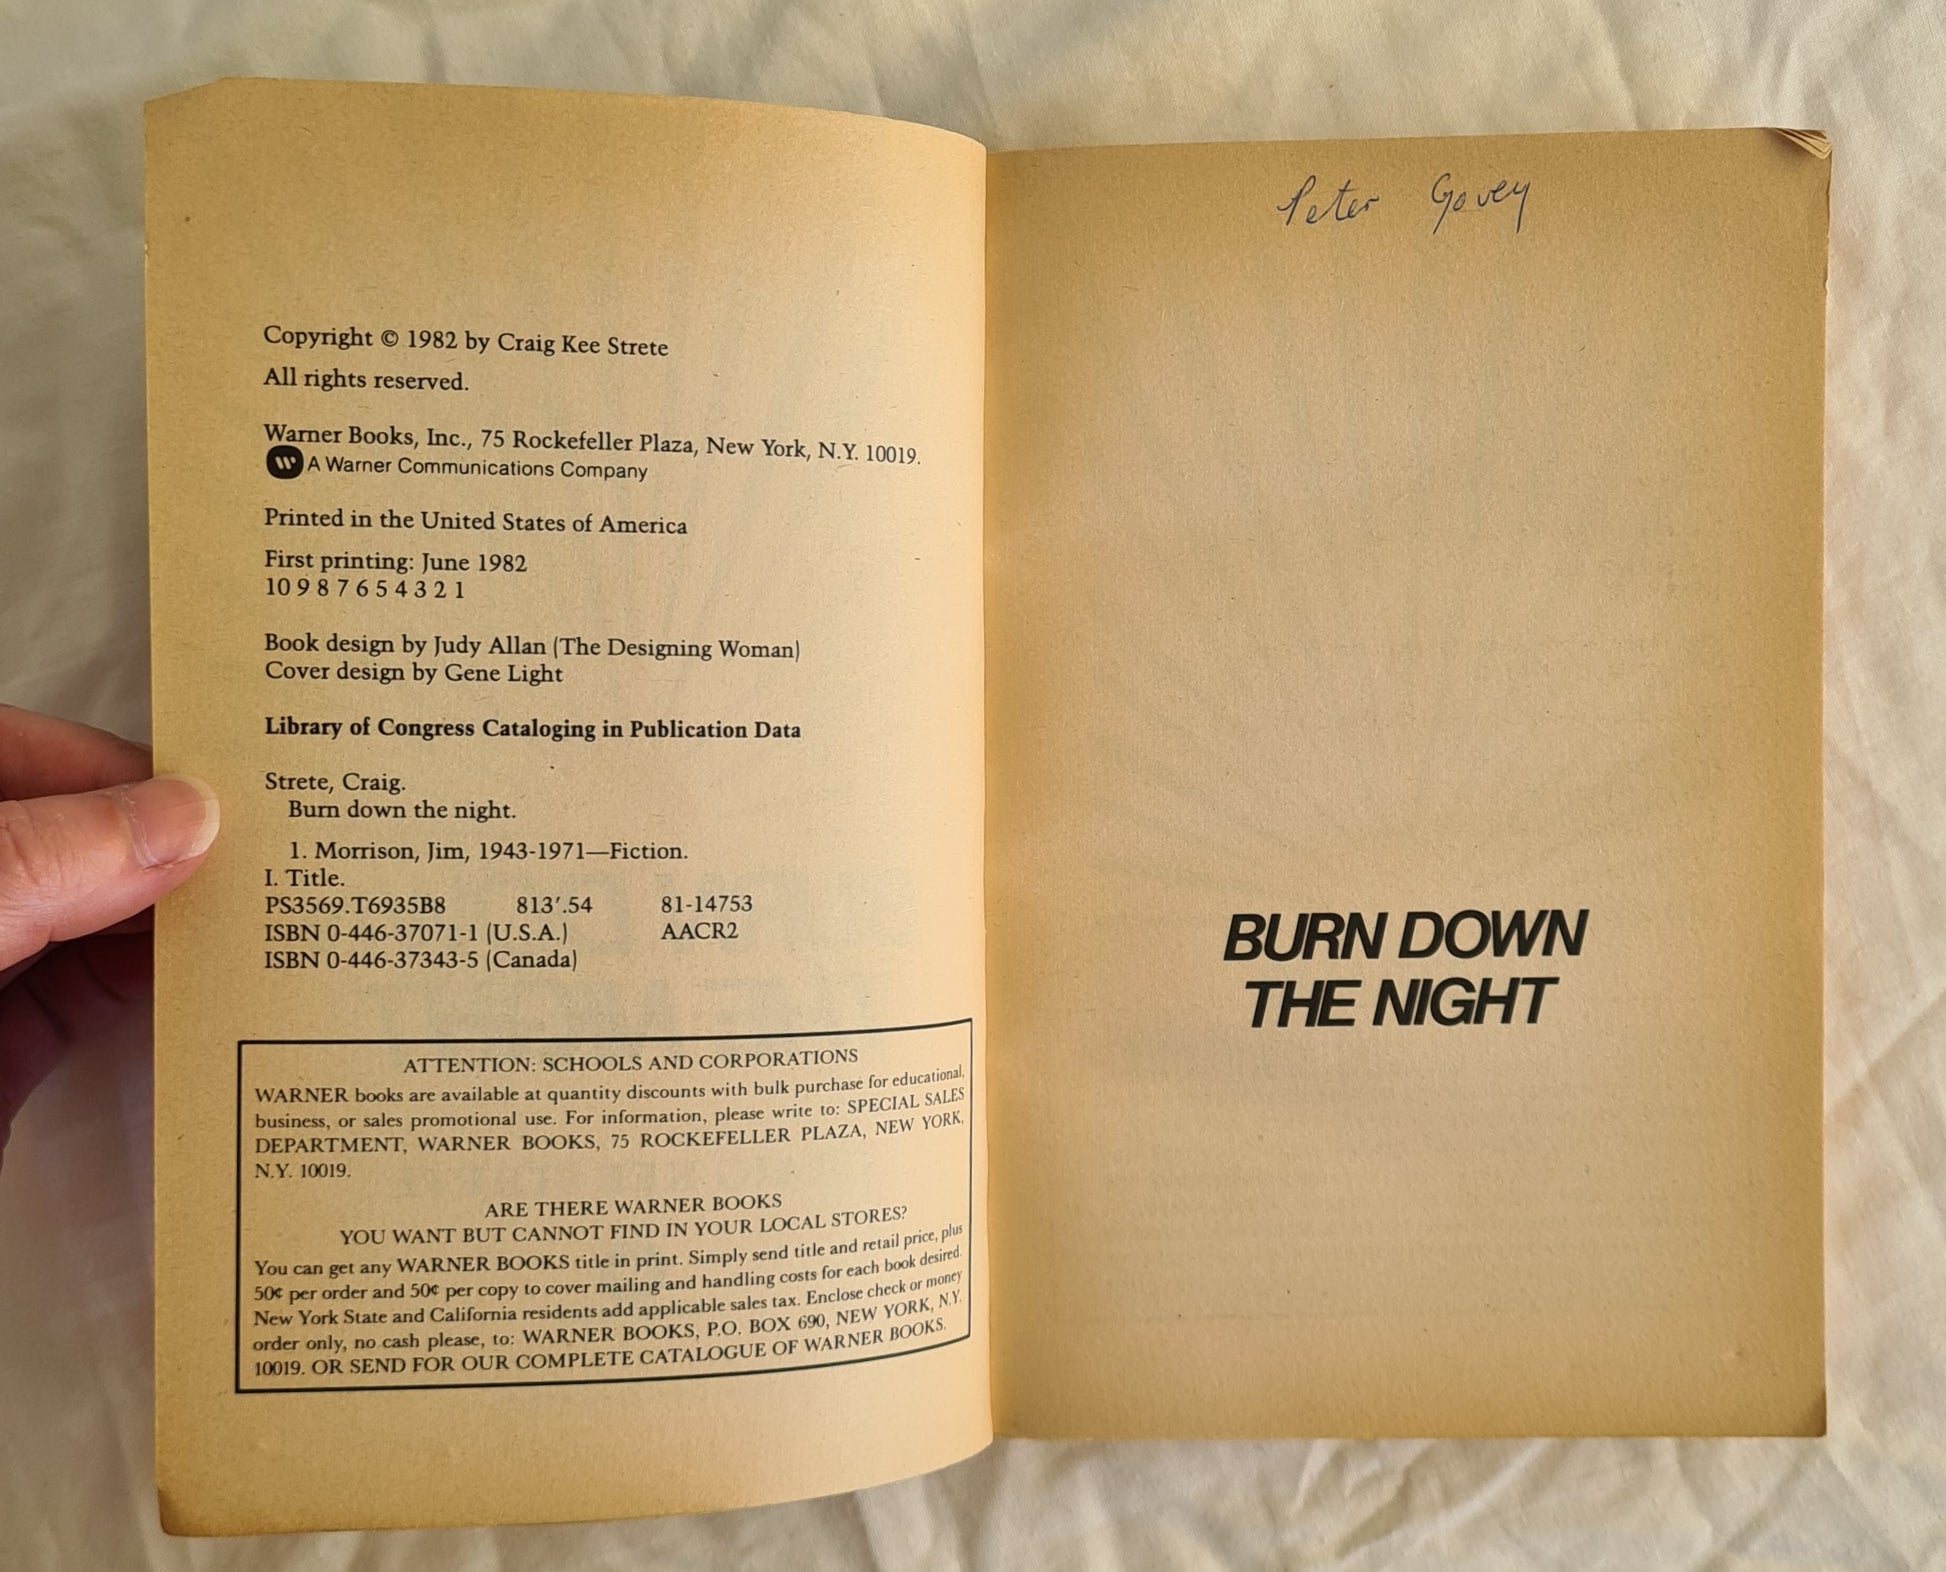 Copyright © 1982 by Craig Kee Strete
All rights reserved.
Warner Books, Inc., 75 Rockefeller Plaza, New York, N.Y. 10019.
W A Warner Communications Company
Printed in the United States of America
First printing: June 1982
10 9 8 7 6 5 4 3 2 1
Book design by Judy Allan (The Designing Woman)
Cover design by Gene Light
Library of Congress Cataloging in Publication Data
Strete, Craig.
Burn down the night.
1. Morrison, Jim, 1943-1971—Fiction.
I. Title.
PS3569.T6935B8 813'.54 81-14753
ISBN 0-446-37071-1 (U.S.A.) AACR2
ISBN 0-446-37343-5 (Canada)
ATTENTION: SCHOOLS AND CORPORATIONS
WARNER books are available at quantity discounts with bulk purchase for educational,
business, or sales promotional use. For information, please write to: SPECIAL SALES
DEPARTMENT, WARNER BOOKS, 75 ROCKEFELLER PLAZA, NEW YORK,
N.Y. 10019.
ARE THERE WARNER BOOKS
YOU WANT BUT CANNOT FIND IN YOUR LOCAL STORES?
You can get any WARNER BOOKS title in print. Simply send title and retail price, plus
50¢ per order and 50¢ per copy to cover mailing and handling costs for each book desired.
New York State and California residents add applicable sales tax. Enclose check or money
order only, no cash please, to: WARNER BOOKS, P.O. BOX 690, NEW YORK, N.Y.
10019. OR SEND FOR OUR COMPLETE CATALOGUE OF WARNER BOOKS.
Peter Govey
BURN DOWN
THE NIGHT